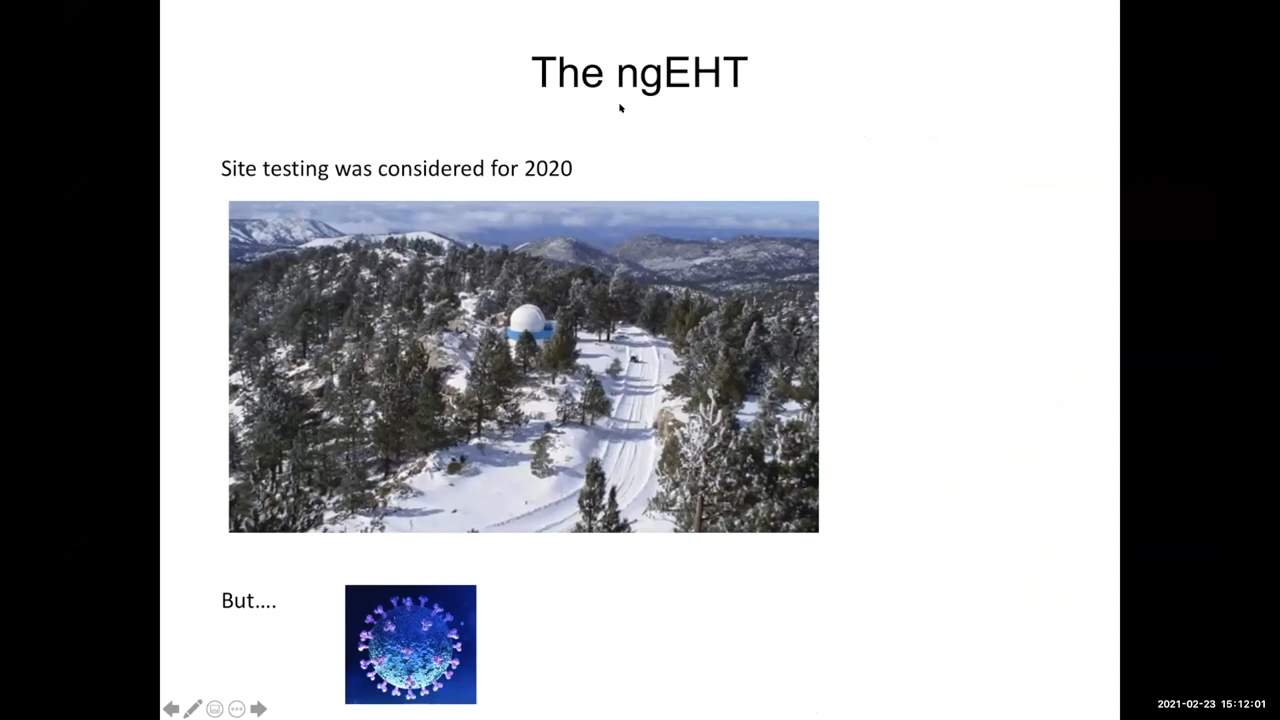 The ngEHT
Site testing was considered for 2020
But....
2021-02-23 15:12:01